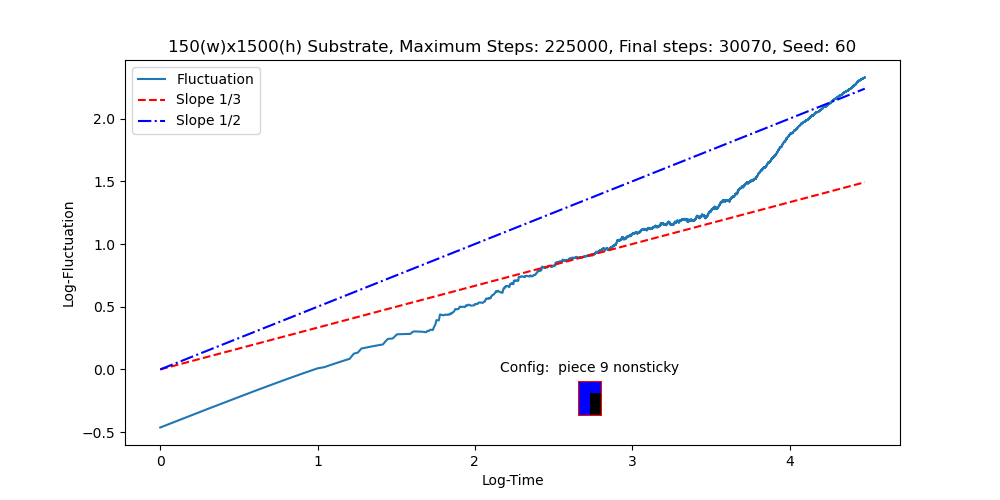 150(w)x1500(h) Substrate, Maximum Steps: 225000, Final steps: 30070, Seed: 60
Fluctuation
Slope 1/3
Slope 1/2
2.0
1.5
1.0
0.5
0.0
−0.5
Log-Fluctuation
Config:  piece 9 nonsticky
0 1 2 3 4
Log-Time